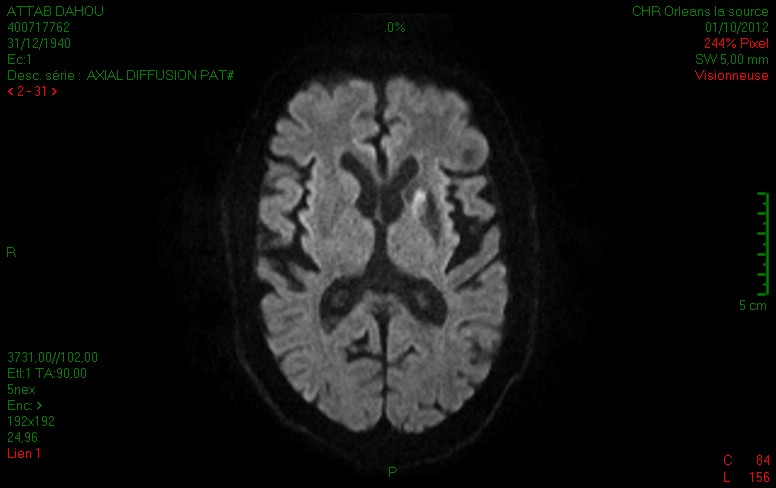 ATTAB DAHOU
400717762
31/12/1940
Ec:1
Desc. série : AXIAL DIFFUSION PAT#
< 2 - 31 >
.0%
CHR Orleans la source
01/10/2012
244% Pixel
SW 5,00 mm
Visionneuse
R
5 cm
3731,00//102,00
Etl:1 TA:90,00
5nex
Enc: >
192x192
24,96
Lien 1
P
C 84
L 156